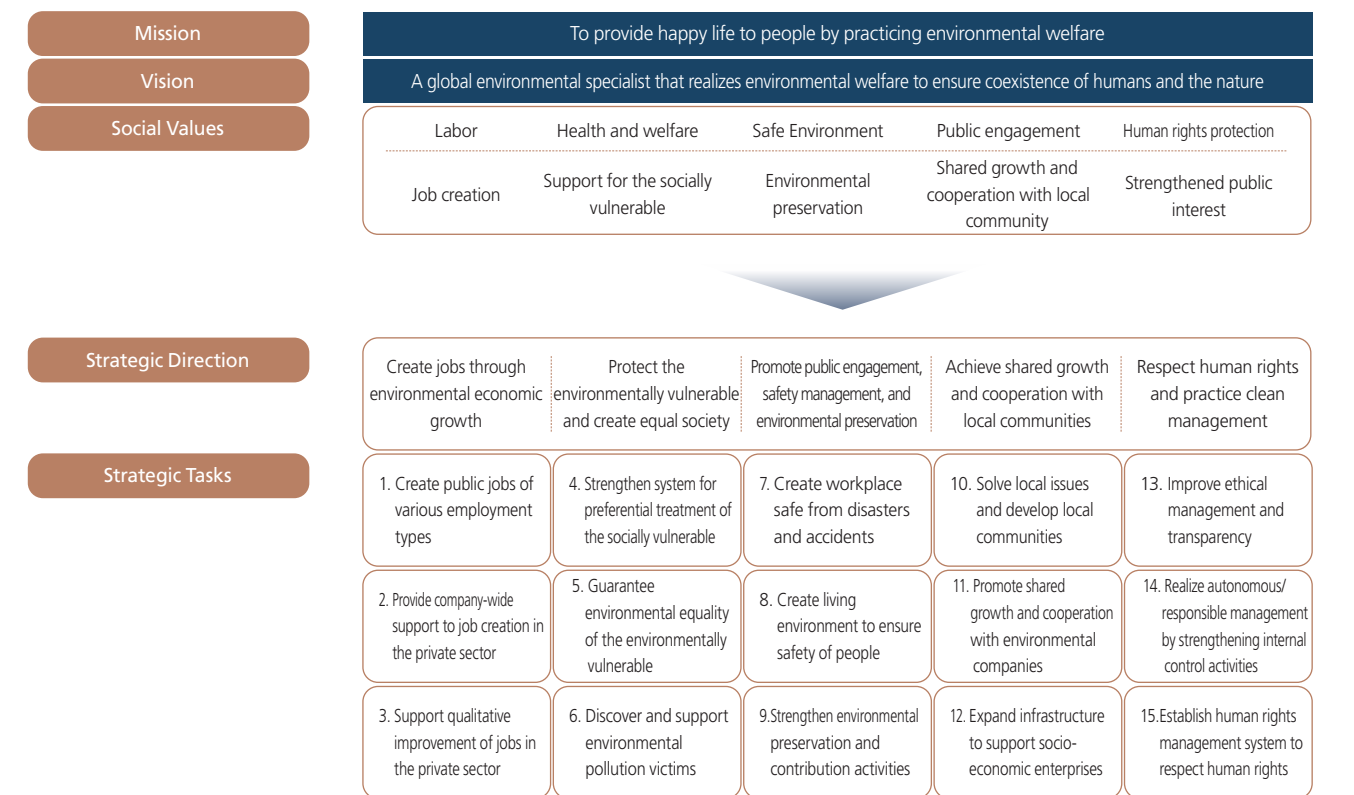 Mission
To provide happy life to people by practicing environmental welfare
Vision
A global environmental specialist that realizes environmental welfare to ensure coexistence of humans and the nature
Social Values
Labor
Health and welfare
Safe Environment
Public engagement
Human rights protection
Job creation
Support for the socially
vulnerable
Environmental
preservation
Shared growth and
cooperation with local
community
Strengthened public
interest
Strategic Direction
Create jobs through
environmental economic
growth
Protect the
environmentally vulnerable
and create equal society
Promote public engagement,
safety management, and
environmental preservation
Achieve shared growth
and cooperation with
local communities
Respect human rights
and practice clean
management
Strategic Tasks
1. Create public jobs of
various employment
types
4. Strengthen system for
preferential treatment of
the socially vulnerable
7. Create workplace
safe from disasters
and accidents
10. Solve local issues
and develop local
communities
13. Improve ethical
management and
transparency
2. Provide company-wide
support to job creation in
the private sector
5. Guarantee
environmental equality
of the environmentally
vulnerable
8. Create living
environment to ensure
safety of people
11. Promote shared
growth and cooperation
with environmental
companies
14. Realize autonomous/
responsible management
by strengthening internal
control activities
3. Support qualitative
improvement of jobs in
the private sector
6. Discover and support
environmental
pollution victims
9.Strengthen environmental
preservation and
contribution activities
12. Expand infrastructure
to support socio-
economic enterprises
15.Establish human rights
management system to
respect human rights